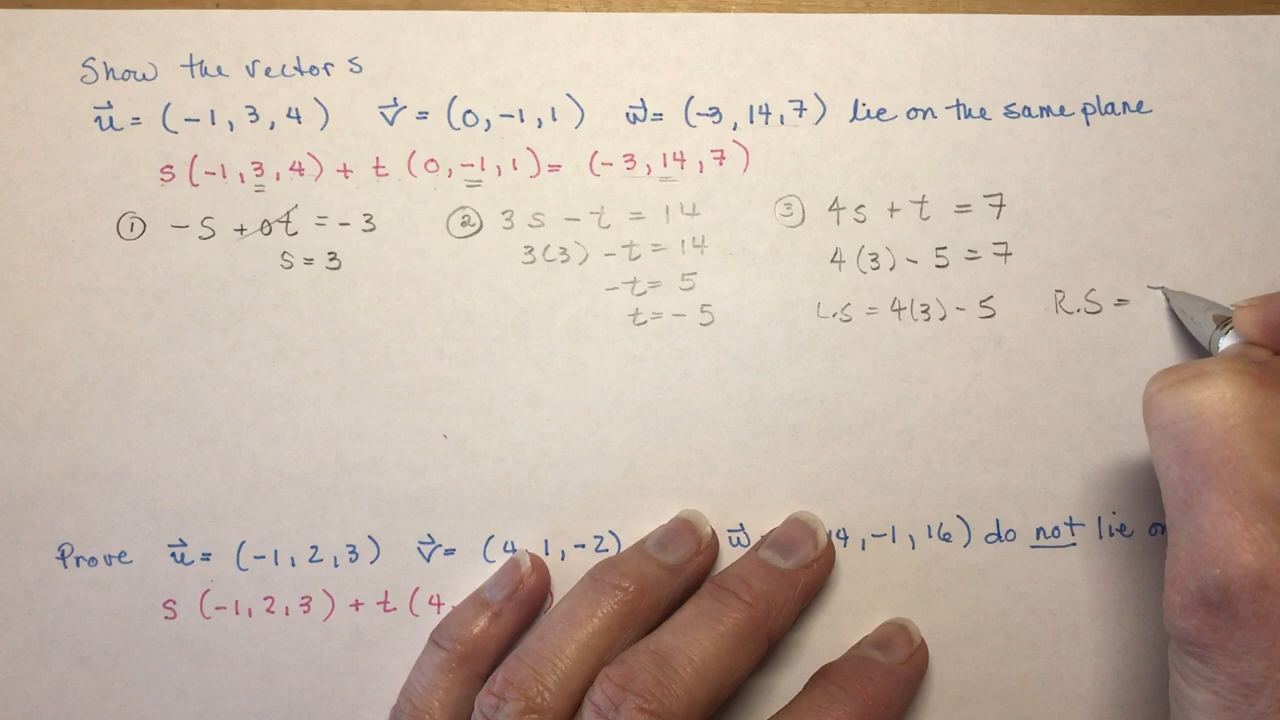 Show the vectors
u⃗ = (-1, 3, 4) v⃗ = (0, -1, 1) w⃗ = (-3, 14, 7) lie on the same plane
s(-1, 3, 4) + t(0, -1, 1) = (-3, 14, 7)
① -s + 0t = -3 ② 3s - t = 14 ③ 4s + t = 7
s = 3 3(3) - t = 14 4(3) - 5 = 7
-t = 5
t = -5 L.S = 4(3) - 5 R.S =
Prove u⃗ = (-1, 2, 3) v⃗ = (4, 1, -2) w⃗ 4, -1, 16) do not lie
s(-1, 2, 3) + t(4,